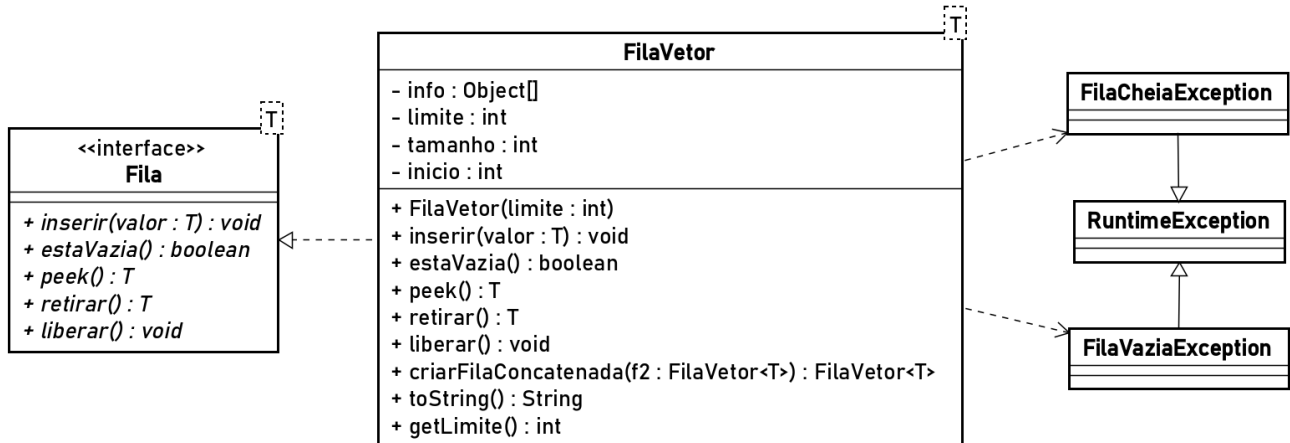 T
<<interface>>
Fila
+ inserir(valor : T) : void
+ estaVazia() : boolean
+ peek() : T
+ retirar() : T
+ liberar() : void
T
FilaVetor
- info : Object[]
- limite : int
- tamanho : int
- inicio : int
+ FilaVetor(limite : int)
+ inserir(valor : T) : void
+ estaVazia() : boolean
+ peek() : T
+ retirar() : T
+ liberar() : void
+ criarFilaConcatenada(f2 : FilaVetor<T>) : FilaVetor<T>
+ toString() : String
+ getLimite() : int
FilaCheiaException
RuntimeException
FilaVaziaException